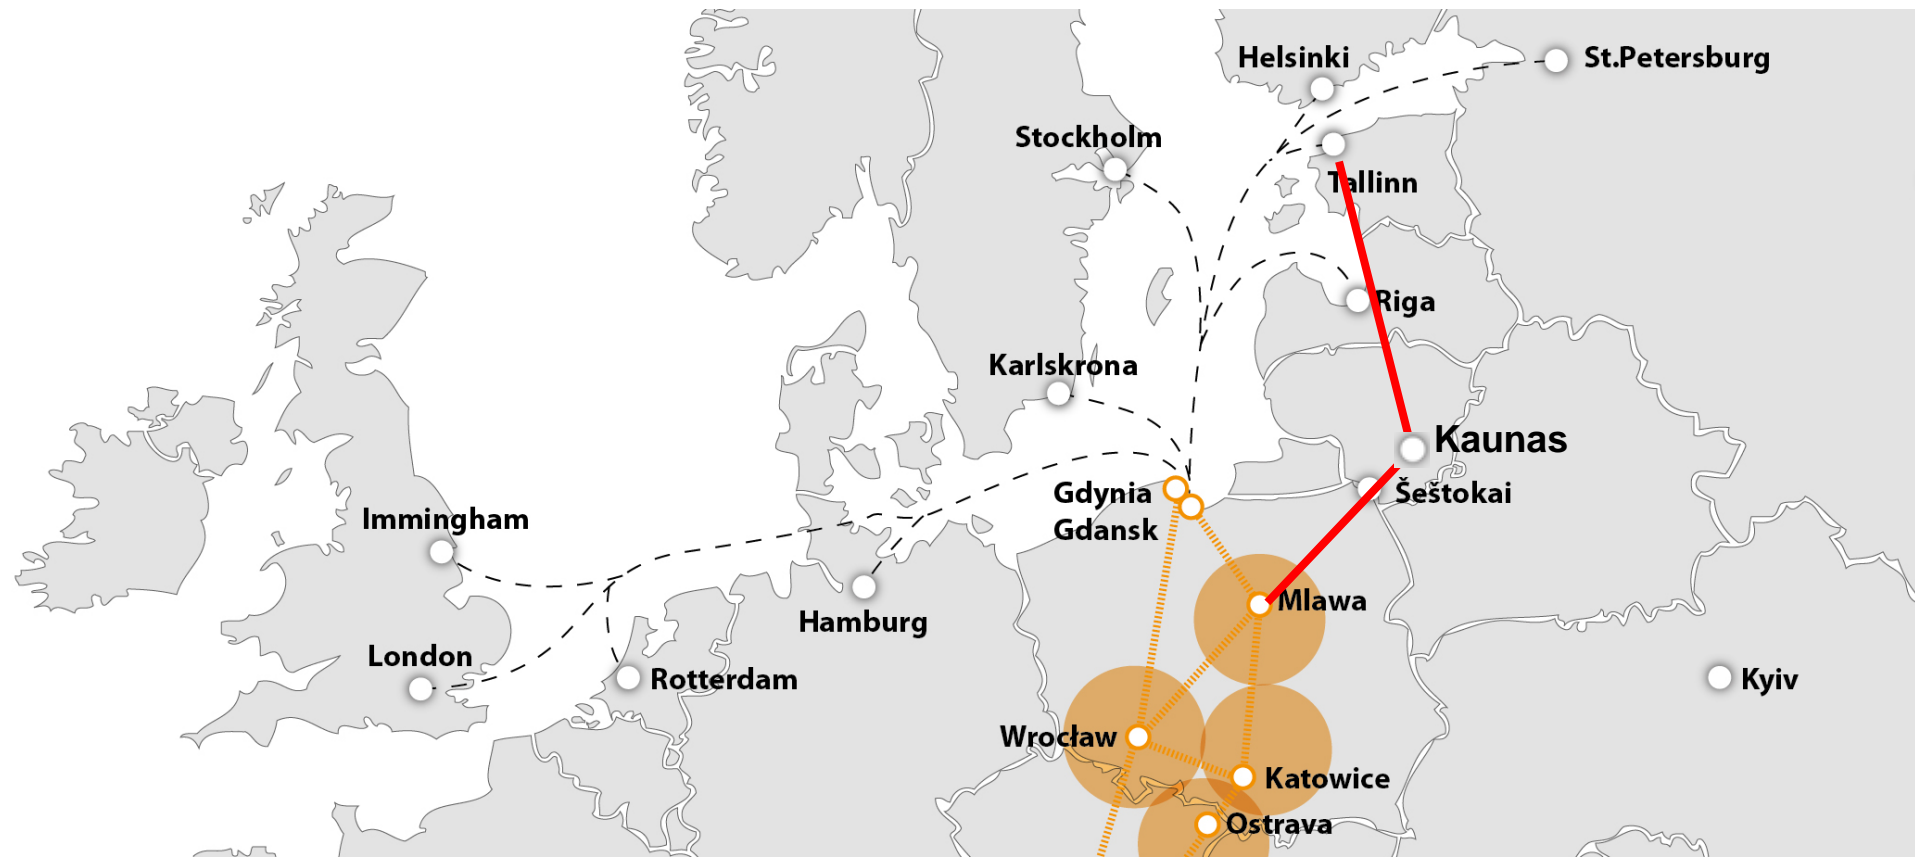 Helsinki
St.Petersburg
Stockholm
Tallinn
Riga
Karlskrona
Kaunas
Gdynia
Šeštokai
Immingham
Gdansk
Mlawa
Hamburg
London
Rotterdam
Kyiv
Wrocław
Katowice
Ostrava